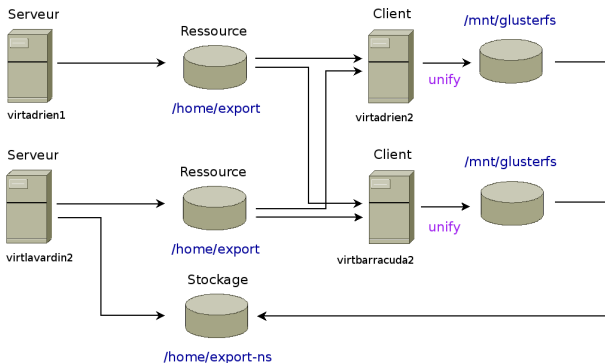 Serveur
Ressource
Client
/mnt/glusterfs
unify
virtadrien1
/home/export
virtadrien2
Serveur
Ressource
Client
/mnt/glusterfs
unify
virtlavardin2
/home/export
virtbarracuda2
Stockage
/home/export-ns